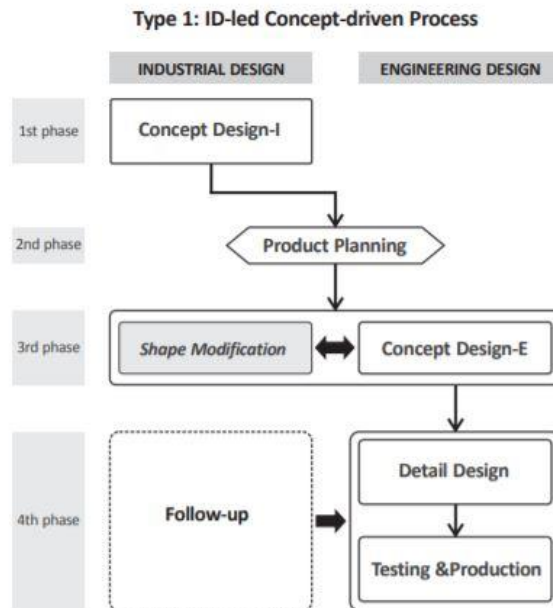 Type 1: ID-led Concept-driven Process
INDUSTRIAL DESIGN
ENGINEERING DESIGN
1st phase
Concept Design-I
2nd phase
Product Planning
3rd phase
Shape Modification
Concept Design-E
4th phase
Follow-up
Detail Design
Testing &Production